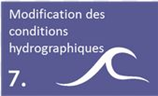 Modification des
conditions
hydrographiques
7.